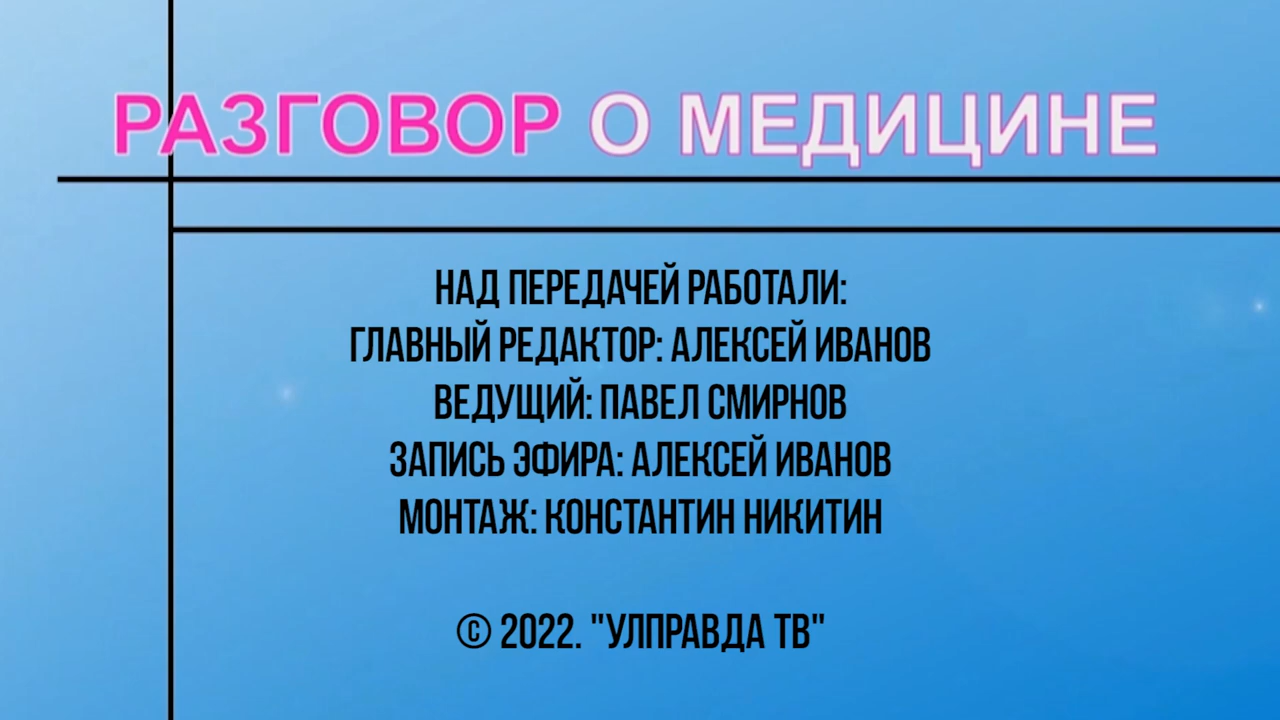 РАЗГОВОР О МЕДИЦИНЕ
НАД ПЕРЕДАЧЕЙ РАБОТАЛИ:
ГЛАВНЫЙ РЕДАКТОР: АЛЕКСЕЙ ИВАНОВ
ВЕДУЩИЙ: ПАВЕЛ СМИРНОВ
ЗАПИСЬ ЭФИРА: АЛЕКСЕЙ ИВАНОВ
МОНТАЖ: КОНСТАНТИН НИКИТИН
© 2022. "УЛПРАВДА ТВ"